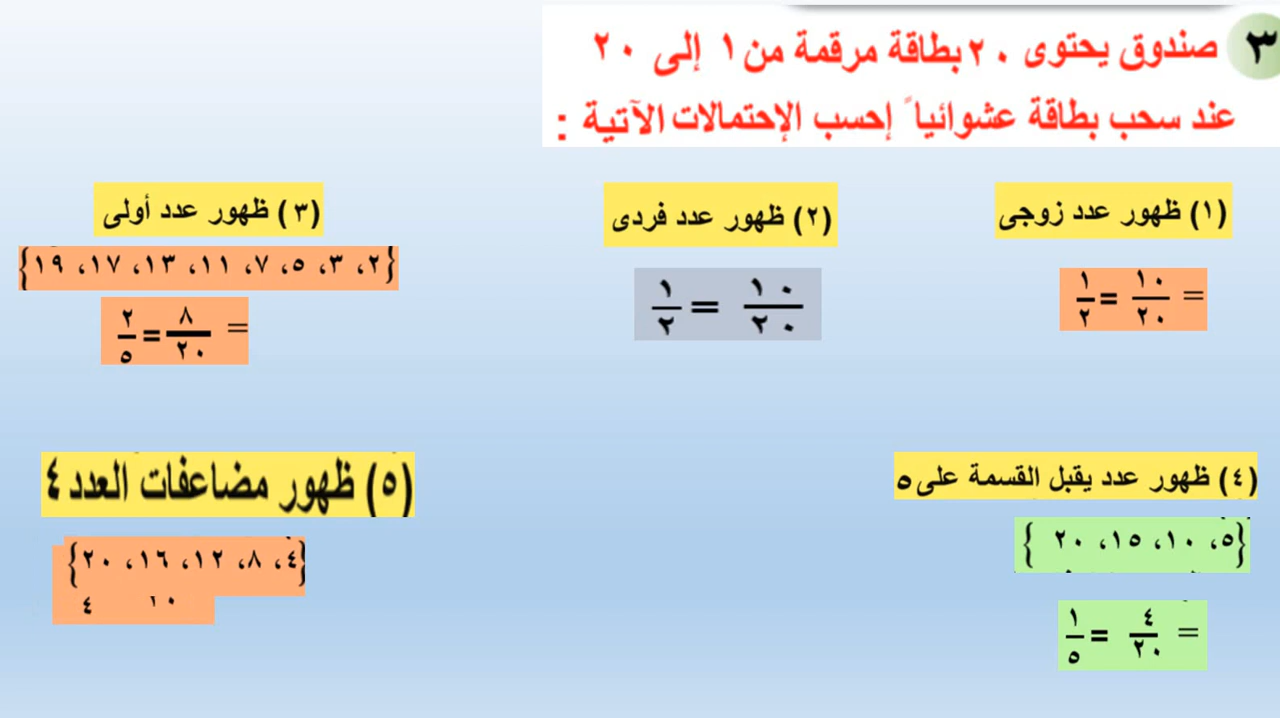 ٣
صندوق يحتوى ٢٠ بطاقة مرقمة من ١ إلى ٢٠
عند سحب بطاقة عشوائياً إحسب الإحتمالات الآتية :
(١) ظهور عدد زوجى
= ١٠/٢٠ = ١/٢
(٢) ظهور عدد فردى
١٠/٢٠ = ١/٢
(٣) ظهور عدد أولى
{٢، ٣، ٥، ٧، ١١، ١٣، ١٧، ١٩}
= ٨/٢٠ = ٢/٥
(٤) ظهور عدد يقبل القسمة على ٥
{٥، ١٠، ١٥، ٢٠}
= ٤/٢٠ = ١/٥
(٥) ظهور مضاعفات العدد ٤
{٤، ٨، ١٢، ١٦، ٢٠}